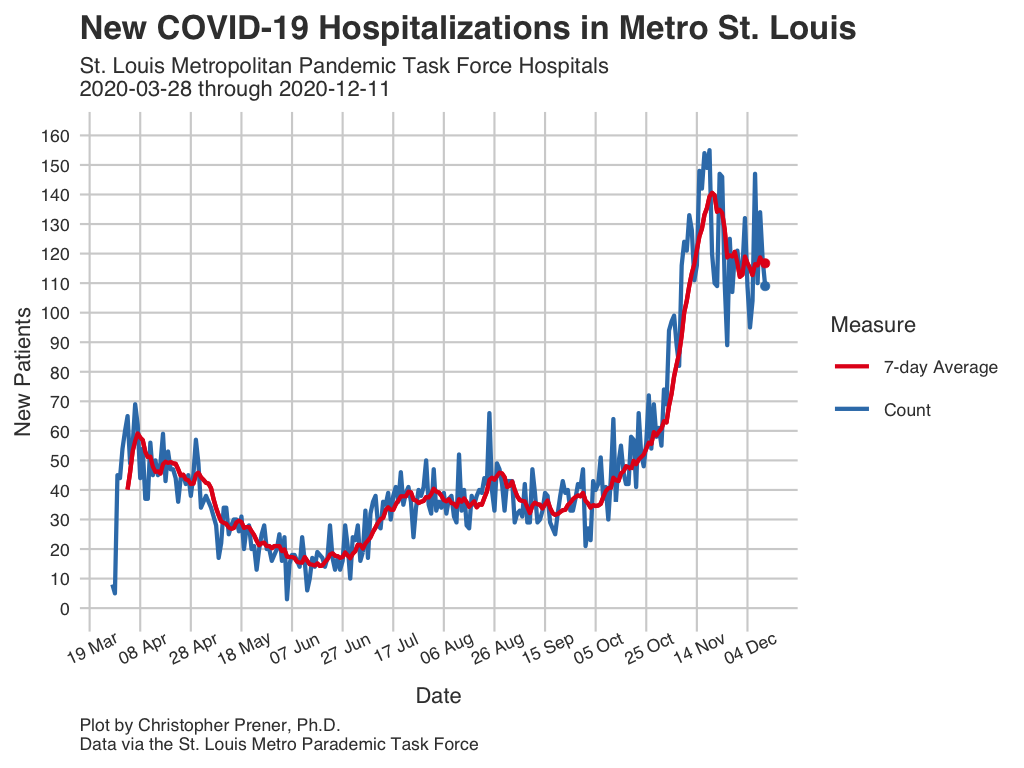 New COVID-19 Hospitalizations in Metro St. Louis
St. Louis Metropolitan Pandemic Task Force Hospitals
2020-03-28 through 2020-12-11
160
150
140
130
120
110
100
90
80
70
60
50
40
30
20
10
0
New Patients
19 Mar
08 Apr
28 Apr
18 May
07 Jun
27 Jun
17 Jul
06 Aug
26 Aug
15 Sep
05 Oct
25 Oct
14 Nov
04 Dec
Date
Measure
7-day Average
Count
Plot by Christopher Prener, Ph.D.
Data via the St. Louis Metro Parademic Task Force